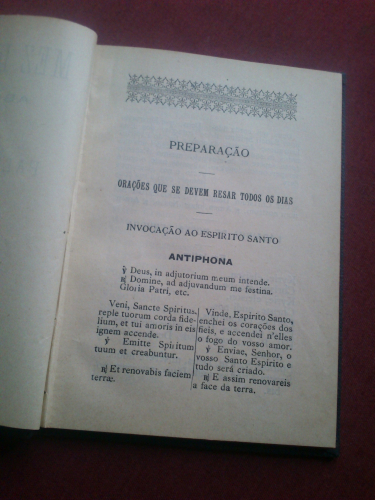 PREPARAÇÃO
ORAÇÕES QUE SE DEVEM RESAR TODOS OS DIAS
INVOCAÇÃO AO ESPIRITO SANTO
ANTIPHONA
℣ Deus, in adjutorium meum intende.
℟ Domine, ad adjuvandum me festina.
Gloria Patri, etc.
Veni, Sancte Spiritus,
reple tuorum corda fide-
lium, et tui amoris in eis
ignem accende.
℣ Emitte Spiritum
tuum et creabuntur.
℟ Et renovabis faciem
terræ.
Vinde, Espirito Santo,
enchei os corações dos
fieis, e accendei n'elles
o fogo do vosso amor.
℣ Enviae, Senhor, o
vosso Santo Espirito e
tudo será criado.
℟ E assim renovareis
a face da terra.